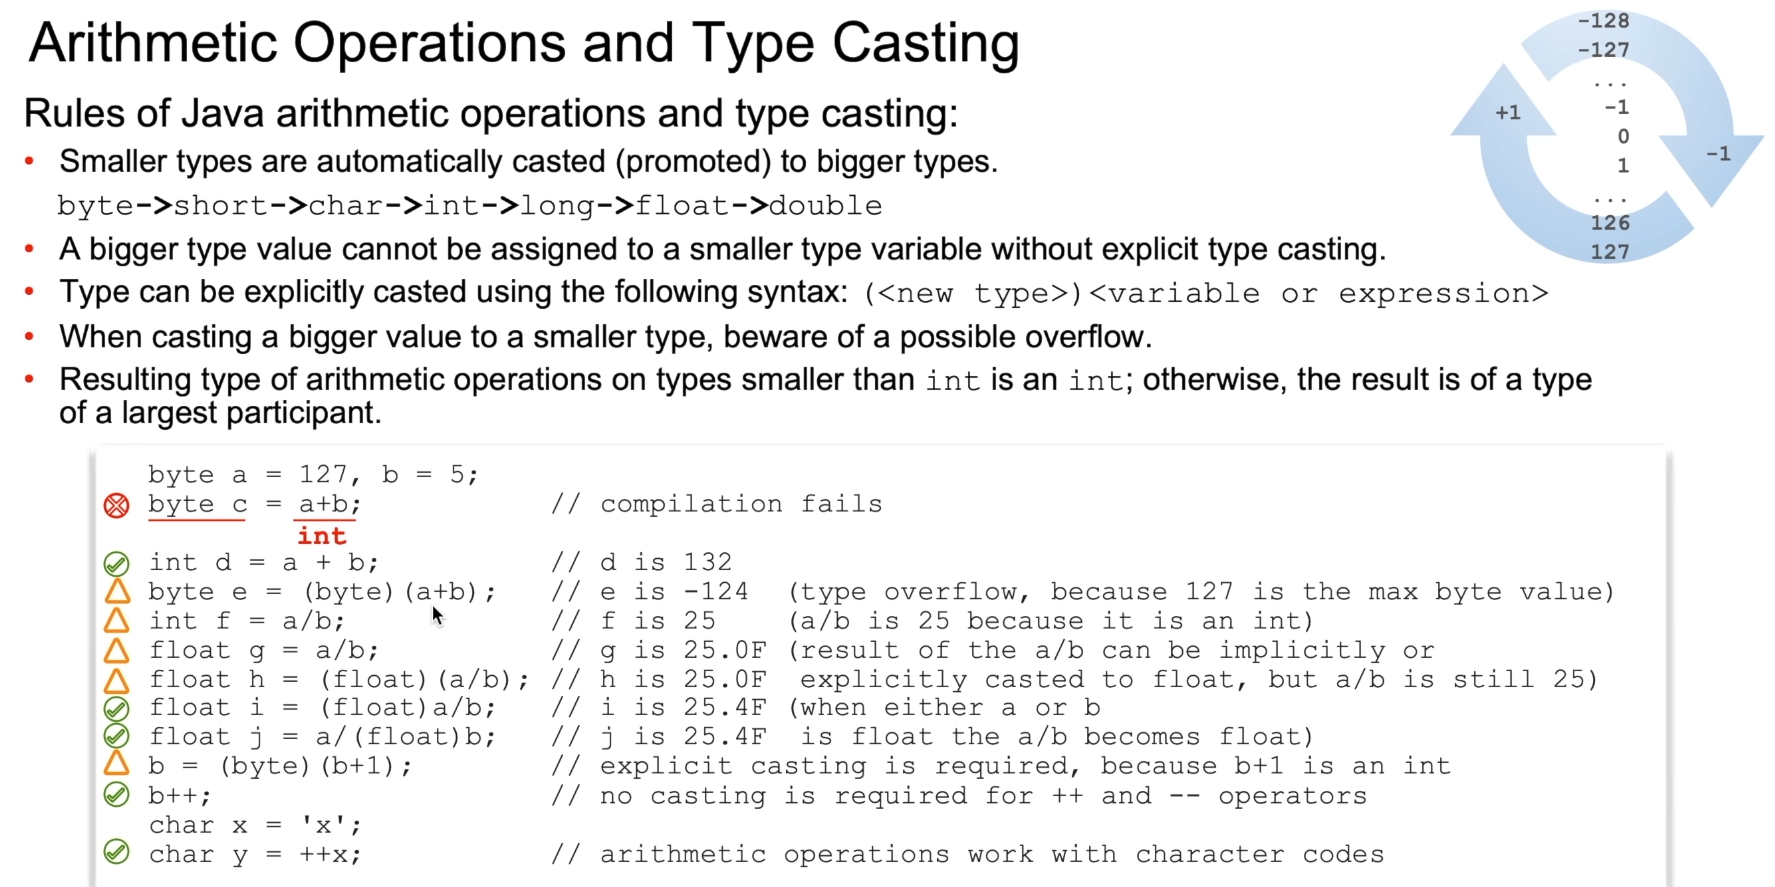 Arithmetic Operations and Type Casting
-128
-127
...
-1
0
1
...
126
127
+1
-1
Rules of Java arithmetic operations and type casting:
• Smaller types are automatically casted (promoted) to bigger types.
byte->short->char->int->long->float->double
• A bigger type value cannot be assigned to a smaller type variable without explicit type casting.
• Type can be explicitly casted using the following syntax: (<new type>)<variable or expression>
• When casting a bigger value to a smaller type, beware of a possible overflow.
• Resulting type of arithmetic operations on types smaller than int is an int; otherwise, the result is of a type
of a largest participant.
byte a = 127, b = 5;
byte c = a+b; // compilation fails
int
int d = a + b; // d is 132
byte e = (byte)(a+b); // e is -124 (type overflow, because 127 is the max byte value)
int f = a/b; // f is 25 (a/b is 25 because it is an int)
float g = a/b; // g is 25.0F (result of the a/b can be implicitly or
float h = (float)(a/b); // h is 25.0F explicitly casted to float, but a/b is still 25)
float i = (float)a/b; // i is 25.4F (when either a or b
float j = a/(float)b; // j is 25.4F is float the a/b becomes float)
b = (byte)(b+1); // explicit casting is required, because b+1 is an int
b++; // no casting is required for ++ and -- operators
char x = 'x';
char y = ++x; // arithmetic operations work with character codes